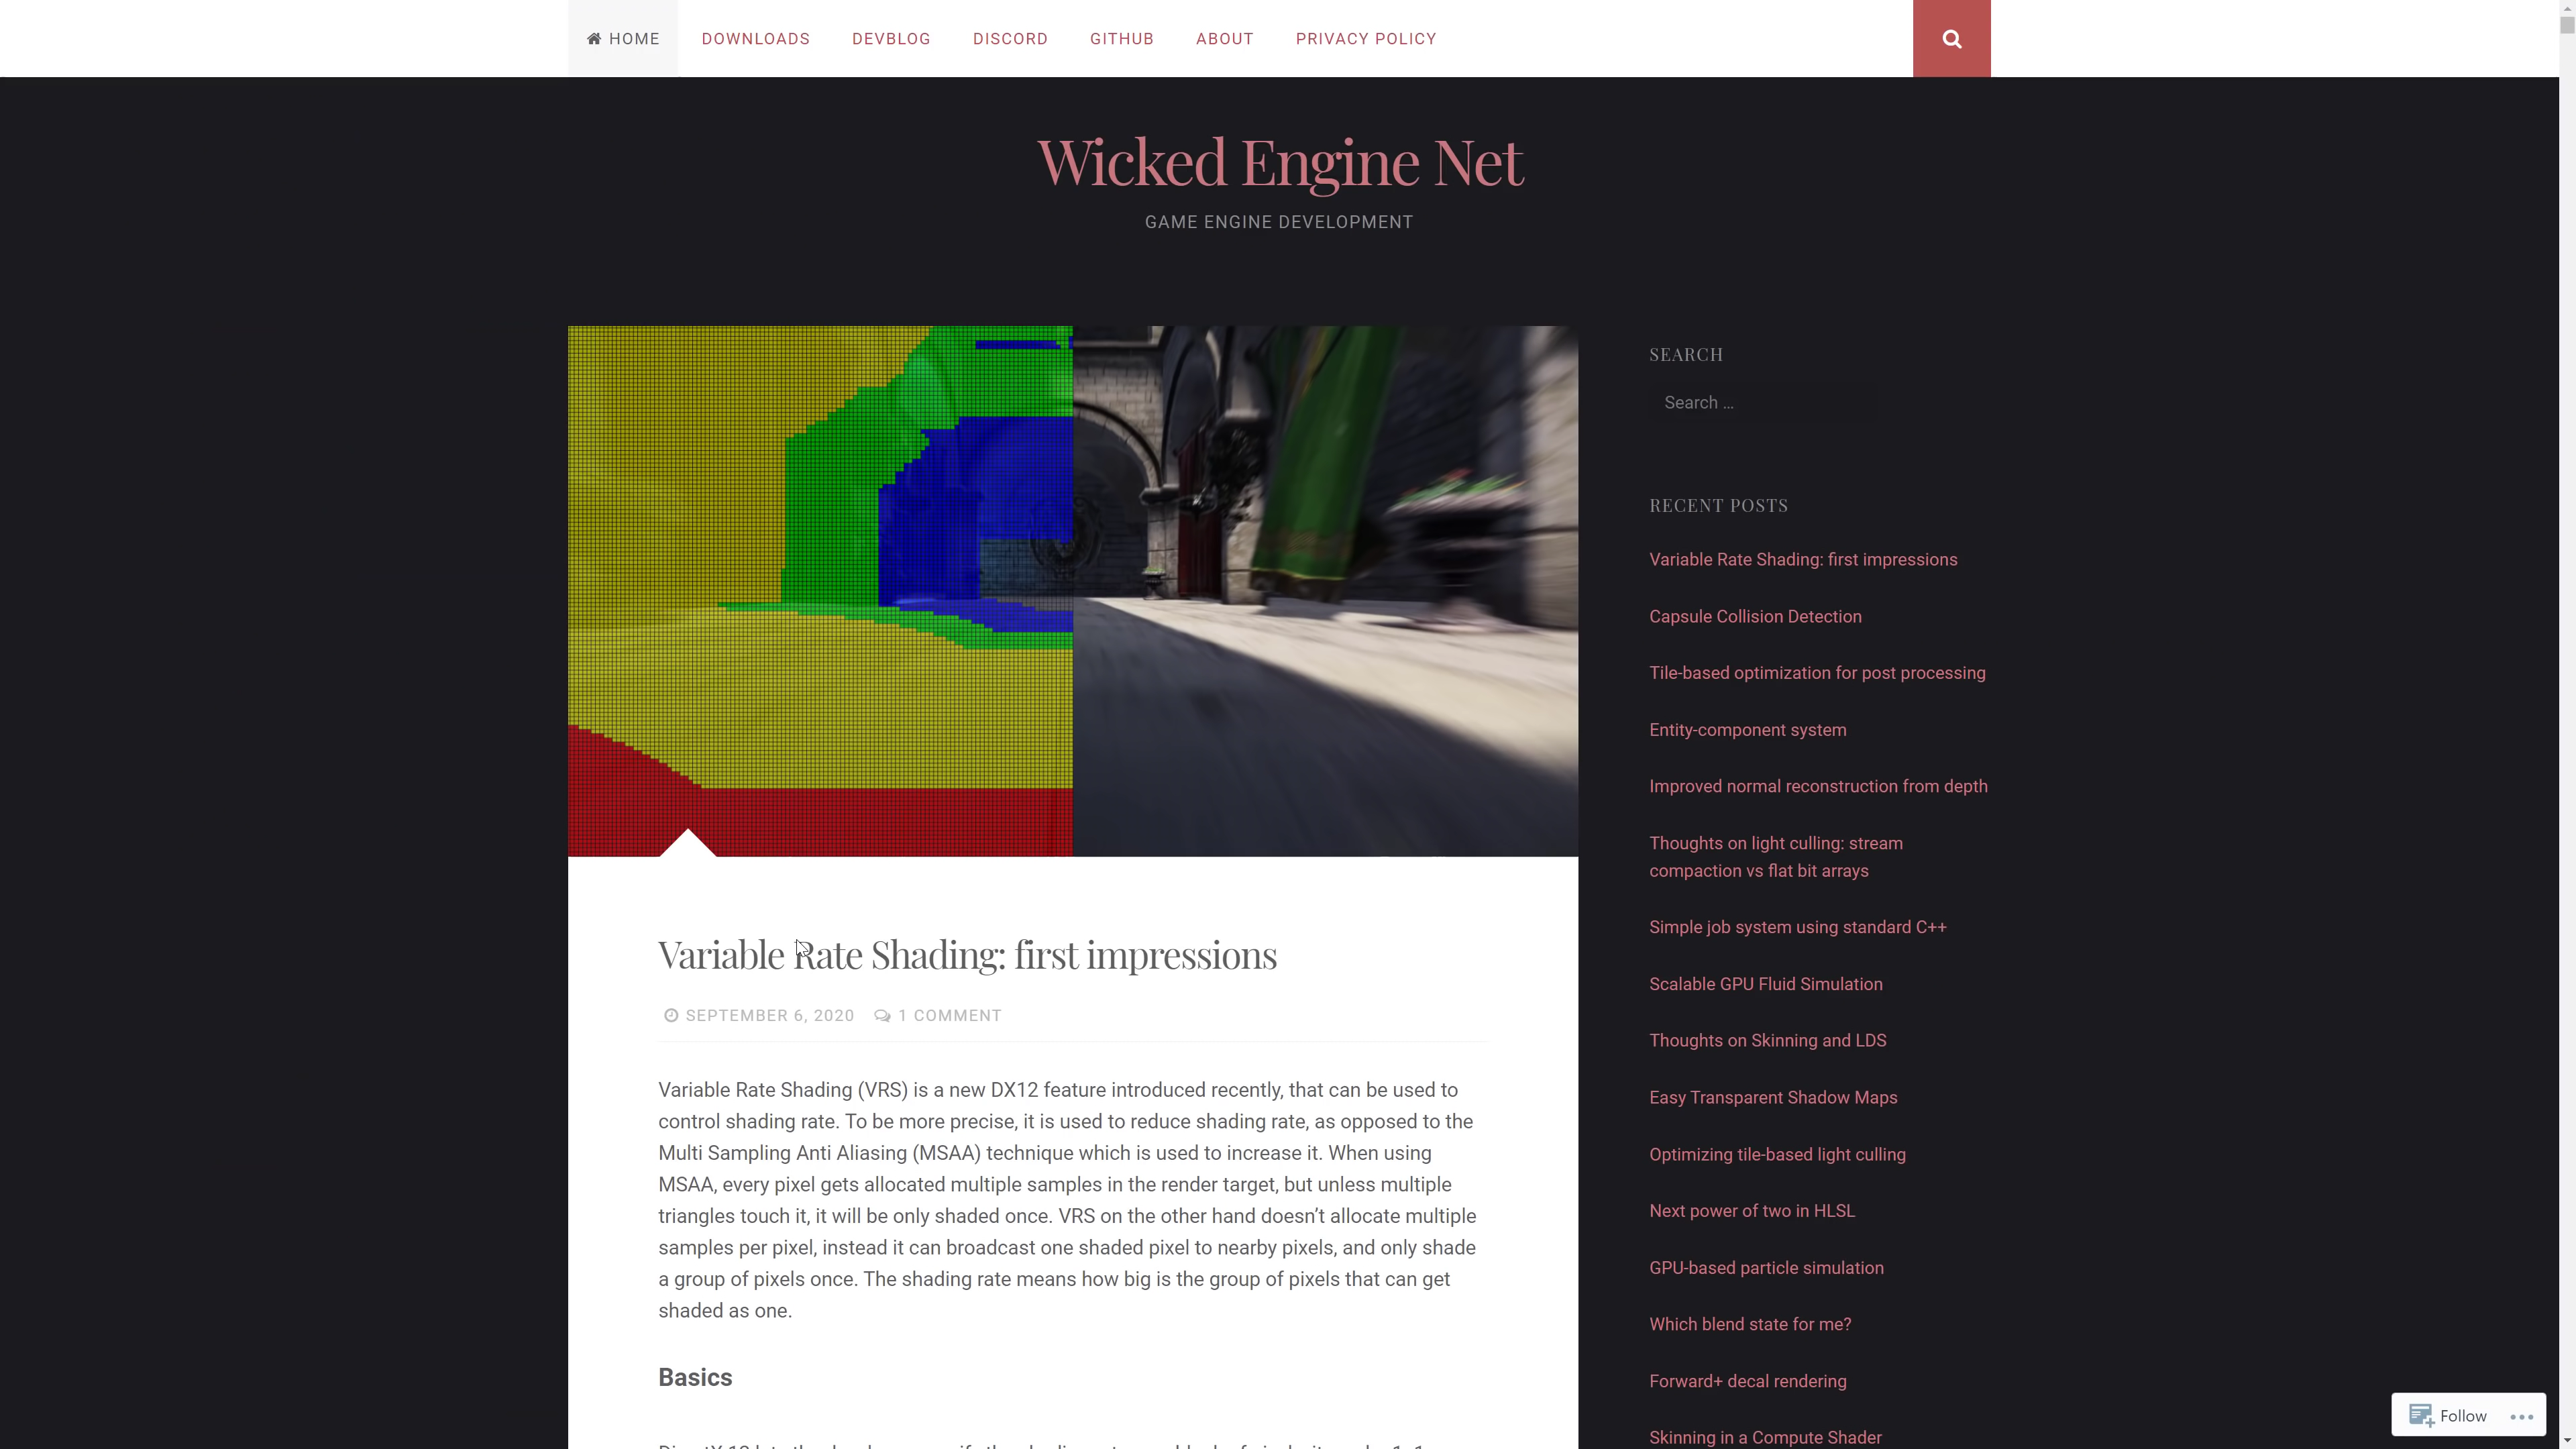 HOME DOWNLOADS DEVBLOG DISCORD GITHUB ABOUT PRIVACY POLICY
Wicked Engine Net
GAME ENGINE DEVELOPMENT
Variable Rate Shading: first impressions
SEPTEMBER 6, 2020 1 COMMENT
Variable Rate Shading (VRS) is a new DX12 feature introduced recently, that can be used to
control shading rate. To be more precise, it is used to reduce shading rate, as opposed to the
Multi Sampling Anti Aliasing (MSAA) technique which is used to increase it. When using
MSAA, every pixel gets allocated multiple samples in the render target, but unless multiple
triangles touch it, it will be only shaded once. VRS on the other hand doesn’t allocate multiple
samples per pixel, instead it can broadcast one shaded pixel to nearby pixels, and only shade
a group of pixels once. The shading rate means how big is the group of pixels that can get
shaded as one.
Basics
SEARCH
Search …
RECENT POSTS
Variable Rate Shading: first impressions
Capsule Collision Detection
Tile-based optimization for post processing
Entity-component system
Improved normal reconstruction from depth
Thoughts on light culling: stream
compaction vs flat bit arrays
Simple job system using standard C++
Scalable GPU Fluid Simulation
Thoughts on Skinning and LDS
Easy Transparent Shadow Maps
Optimizing tile-based light culling
Next power of two in HLSL
GPU-based particle simulation
Which blend state for me?
Forward+ decal rendering
Skinning in a Compute Shader
Follow